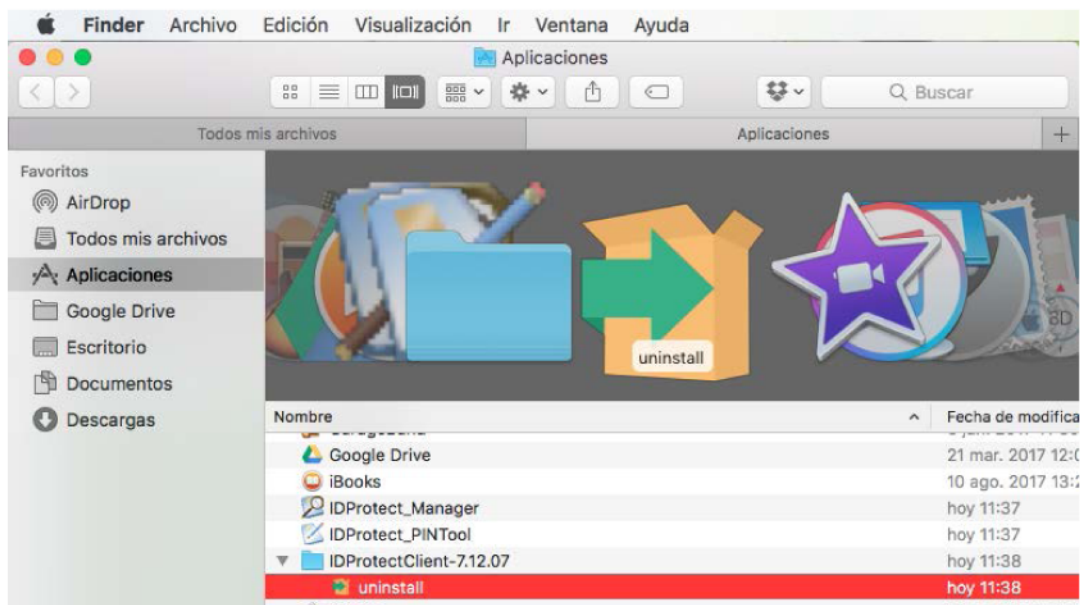 Finder Archivo Edición Visualización Ir Ventana Ayuda
Aplicaciones
Buscar
Todos mis archivos Aplicaciones +
Favoritos
AirDrop
Todos mis archivos
Aplicaciones
Google Drive
Escritorio
Documentos
Descargas
uninstall
Nombre Fecha de modifica
Google Drive 21 mar. 2017 12:0
iBooks 10 ago. 2017 13:2
IDProtect_Manager hoy 11:37
IDProtect_PINTool hoy 11:37
IDProtectClient-7.12.07 hoy 11:38
uninstall hoy 11:38